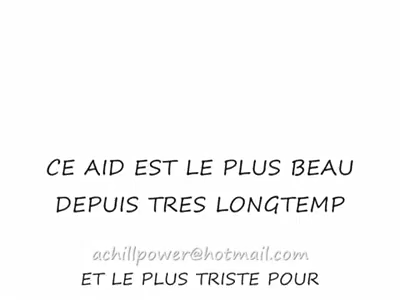 CE AID EST LE PLUS BEAU
DEPUIS TRES LONGTEMP
achillpower@hotmail.com
ET LE PLUS TRISTE POUR